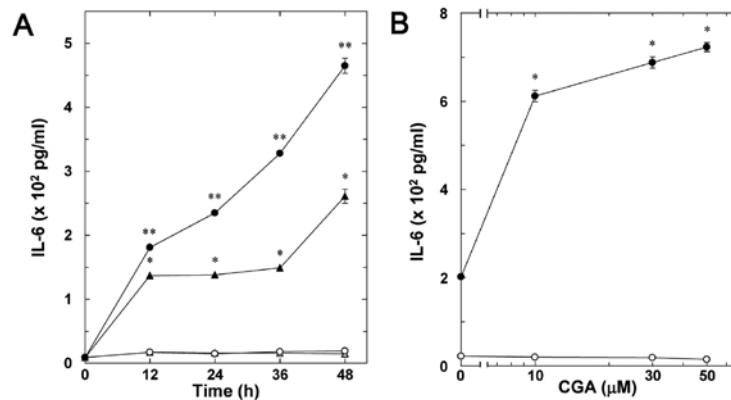 A
IL-6 (x 10² pg/ml)
5
4
3
2
1
0
**
**
**
**
*
*
*
*
0 12 24 36 48
Time (h)
B
IL-6 (x 10² pg/ml)
8
6
4
2
0
*
*
*
0 10 30 50
CGA (μM)